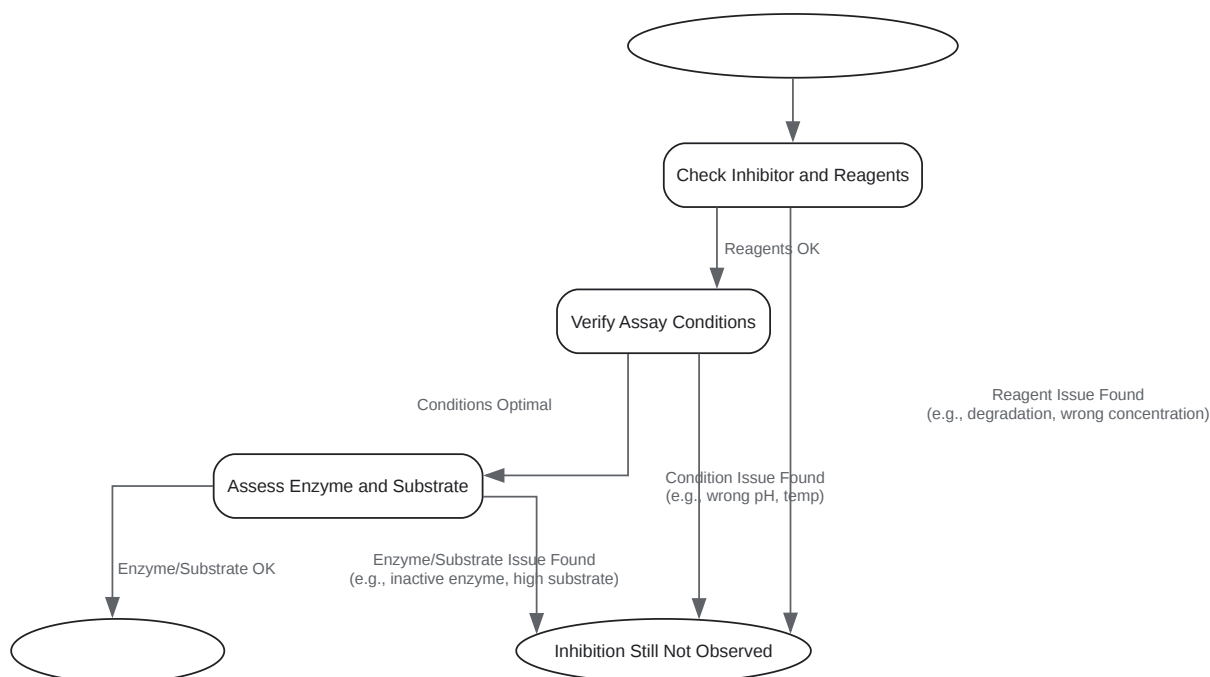 Check Inhibitor and Reagents
Reagents OK
Verify Assay Conditions
Conditions Optimal
Reagent Issue Found
(e.g., degradation, wrong concentration)
Condition Issue Found
(e.g., wrong pH, temp)
Assess Enzyme and Substrate
Enzyme/Substrate OK
Enzyme/Substrate Issue Found
(e.g., inactive enzyme, high substrate)
Inhibition Still Not Observed